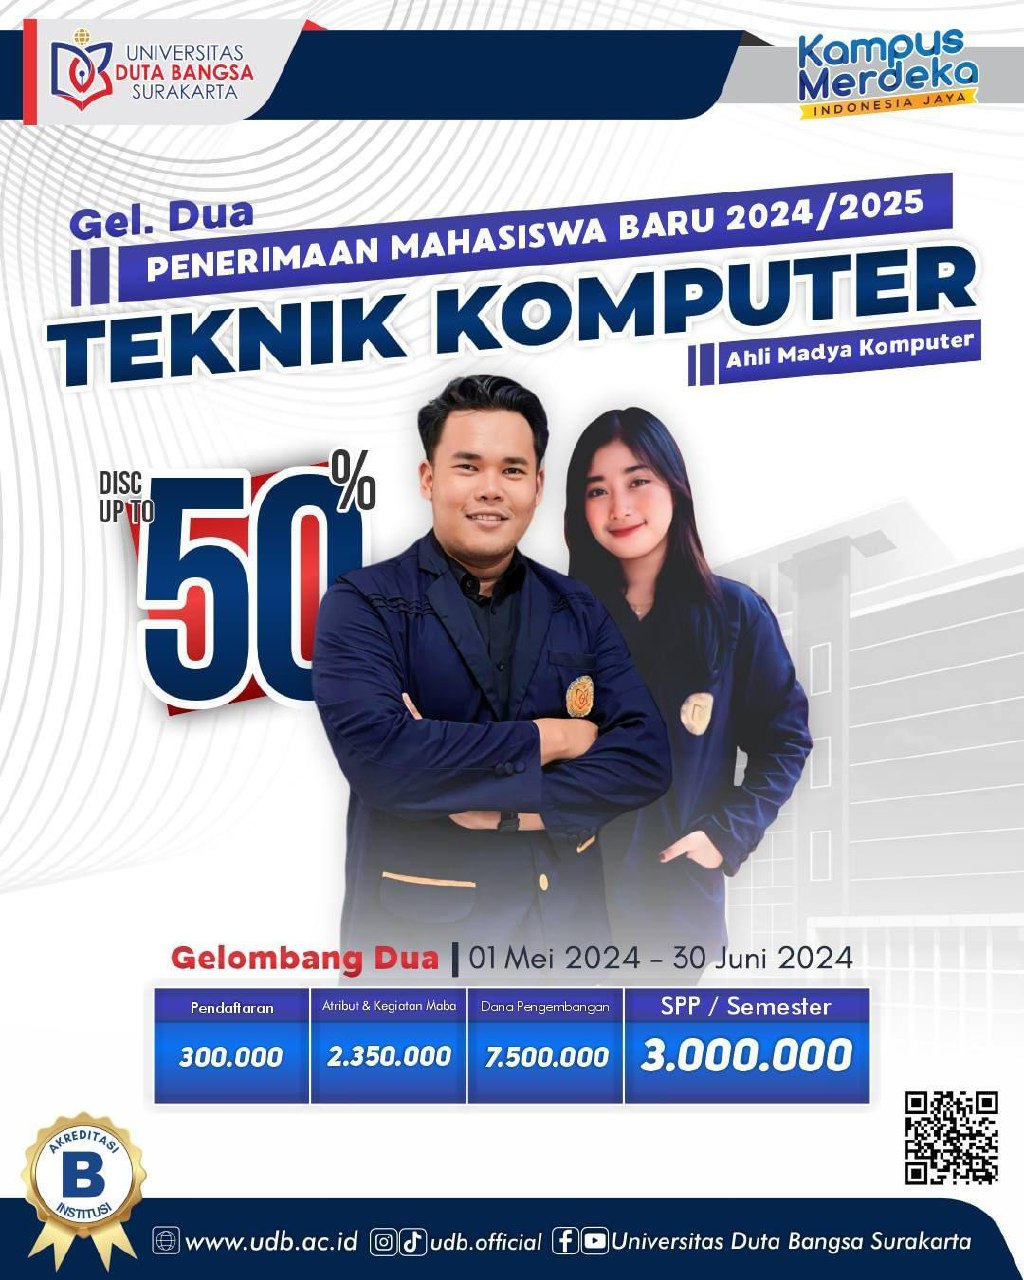 UNIVERSITAS
DUTA BANGSA
SURAKARTA
Kampus
Merdeka
INDONESIA JAYA
Gel. Dua
PENERIMAAN MAHASISWA BARU 2024/2025
TEKNIK KOMPUTER
Ahli Madya Komputer
DISC
UP TO
50%
Gelombang Dua | 01 Mei 2024 – 30 Juni 2024
Pendaftaran
300.000
Atribut & Kegiatan Maba
2.350.000
Dana Pengembangan
7.500.000
SPP / Semester
3.000.000
AKREDITASI
B
INSTITUSI
www.udb.ac.id
udb.official
Universitas Duta Bangsa Surakarta